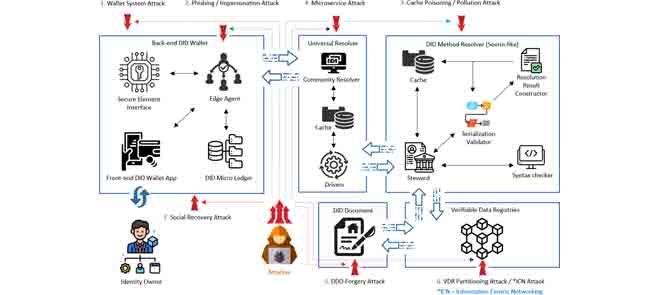 1. Wallet System Attack
3. Phishing / Impersonation Attack
4. Microservice Attack
5. Cache Poisoning / Pollution Attack
Back-end DID Wallet
Universal Resolver
DID Method Resolver (Sovrin-like)
Secure Element
Interface
Edge Agent
Community Resolver
Cache
Resolution
Result
Constructor
Serialization
Validator
Cache
Front-end DID Wallet App
DID Micro Ledger
Drivers
Steward
Syntax checker
2. Social Recovery Attack
DID Document
Verifiable Data Registries
Identity Owner
Attacker
DDO Forgery Attack
VDR Partitioning Attack / *ICN Attack
*ICN - Information Centric Networking